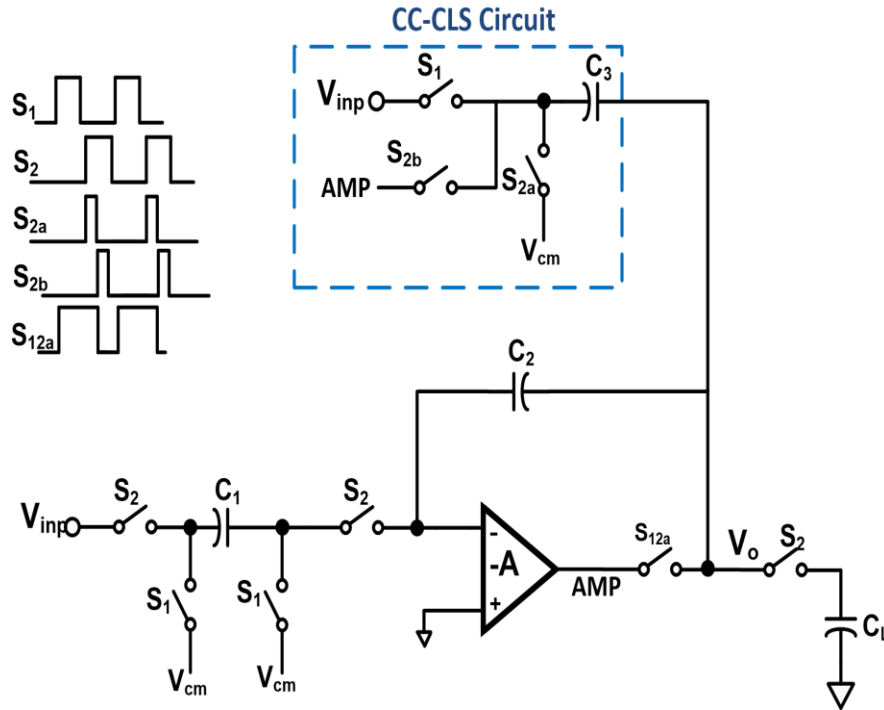 CC-CLS Circuit
S1
C3
Vinp
S2b
AMP
S2a
Vcm
S1
S2
S2a
S2b
S12a
C2
Vinp
S2
C1
S2
S1
S1
Vcm
Vcm
-
-A
+
AMP
S12a
Vo
S2
CL